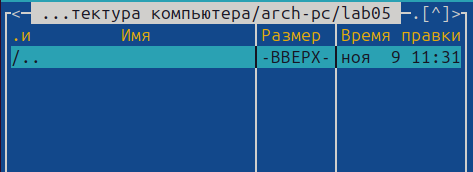 <─ ...тектура компьютера/arch-pc/lab05 ─.[^]>
.и Имя Размер Время правки
/.. -ВВЕРХ- ноя 9 11:31